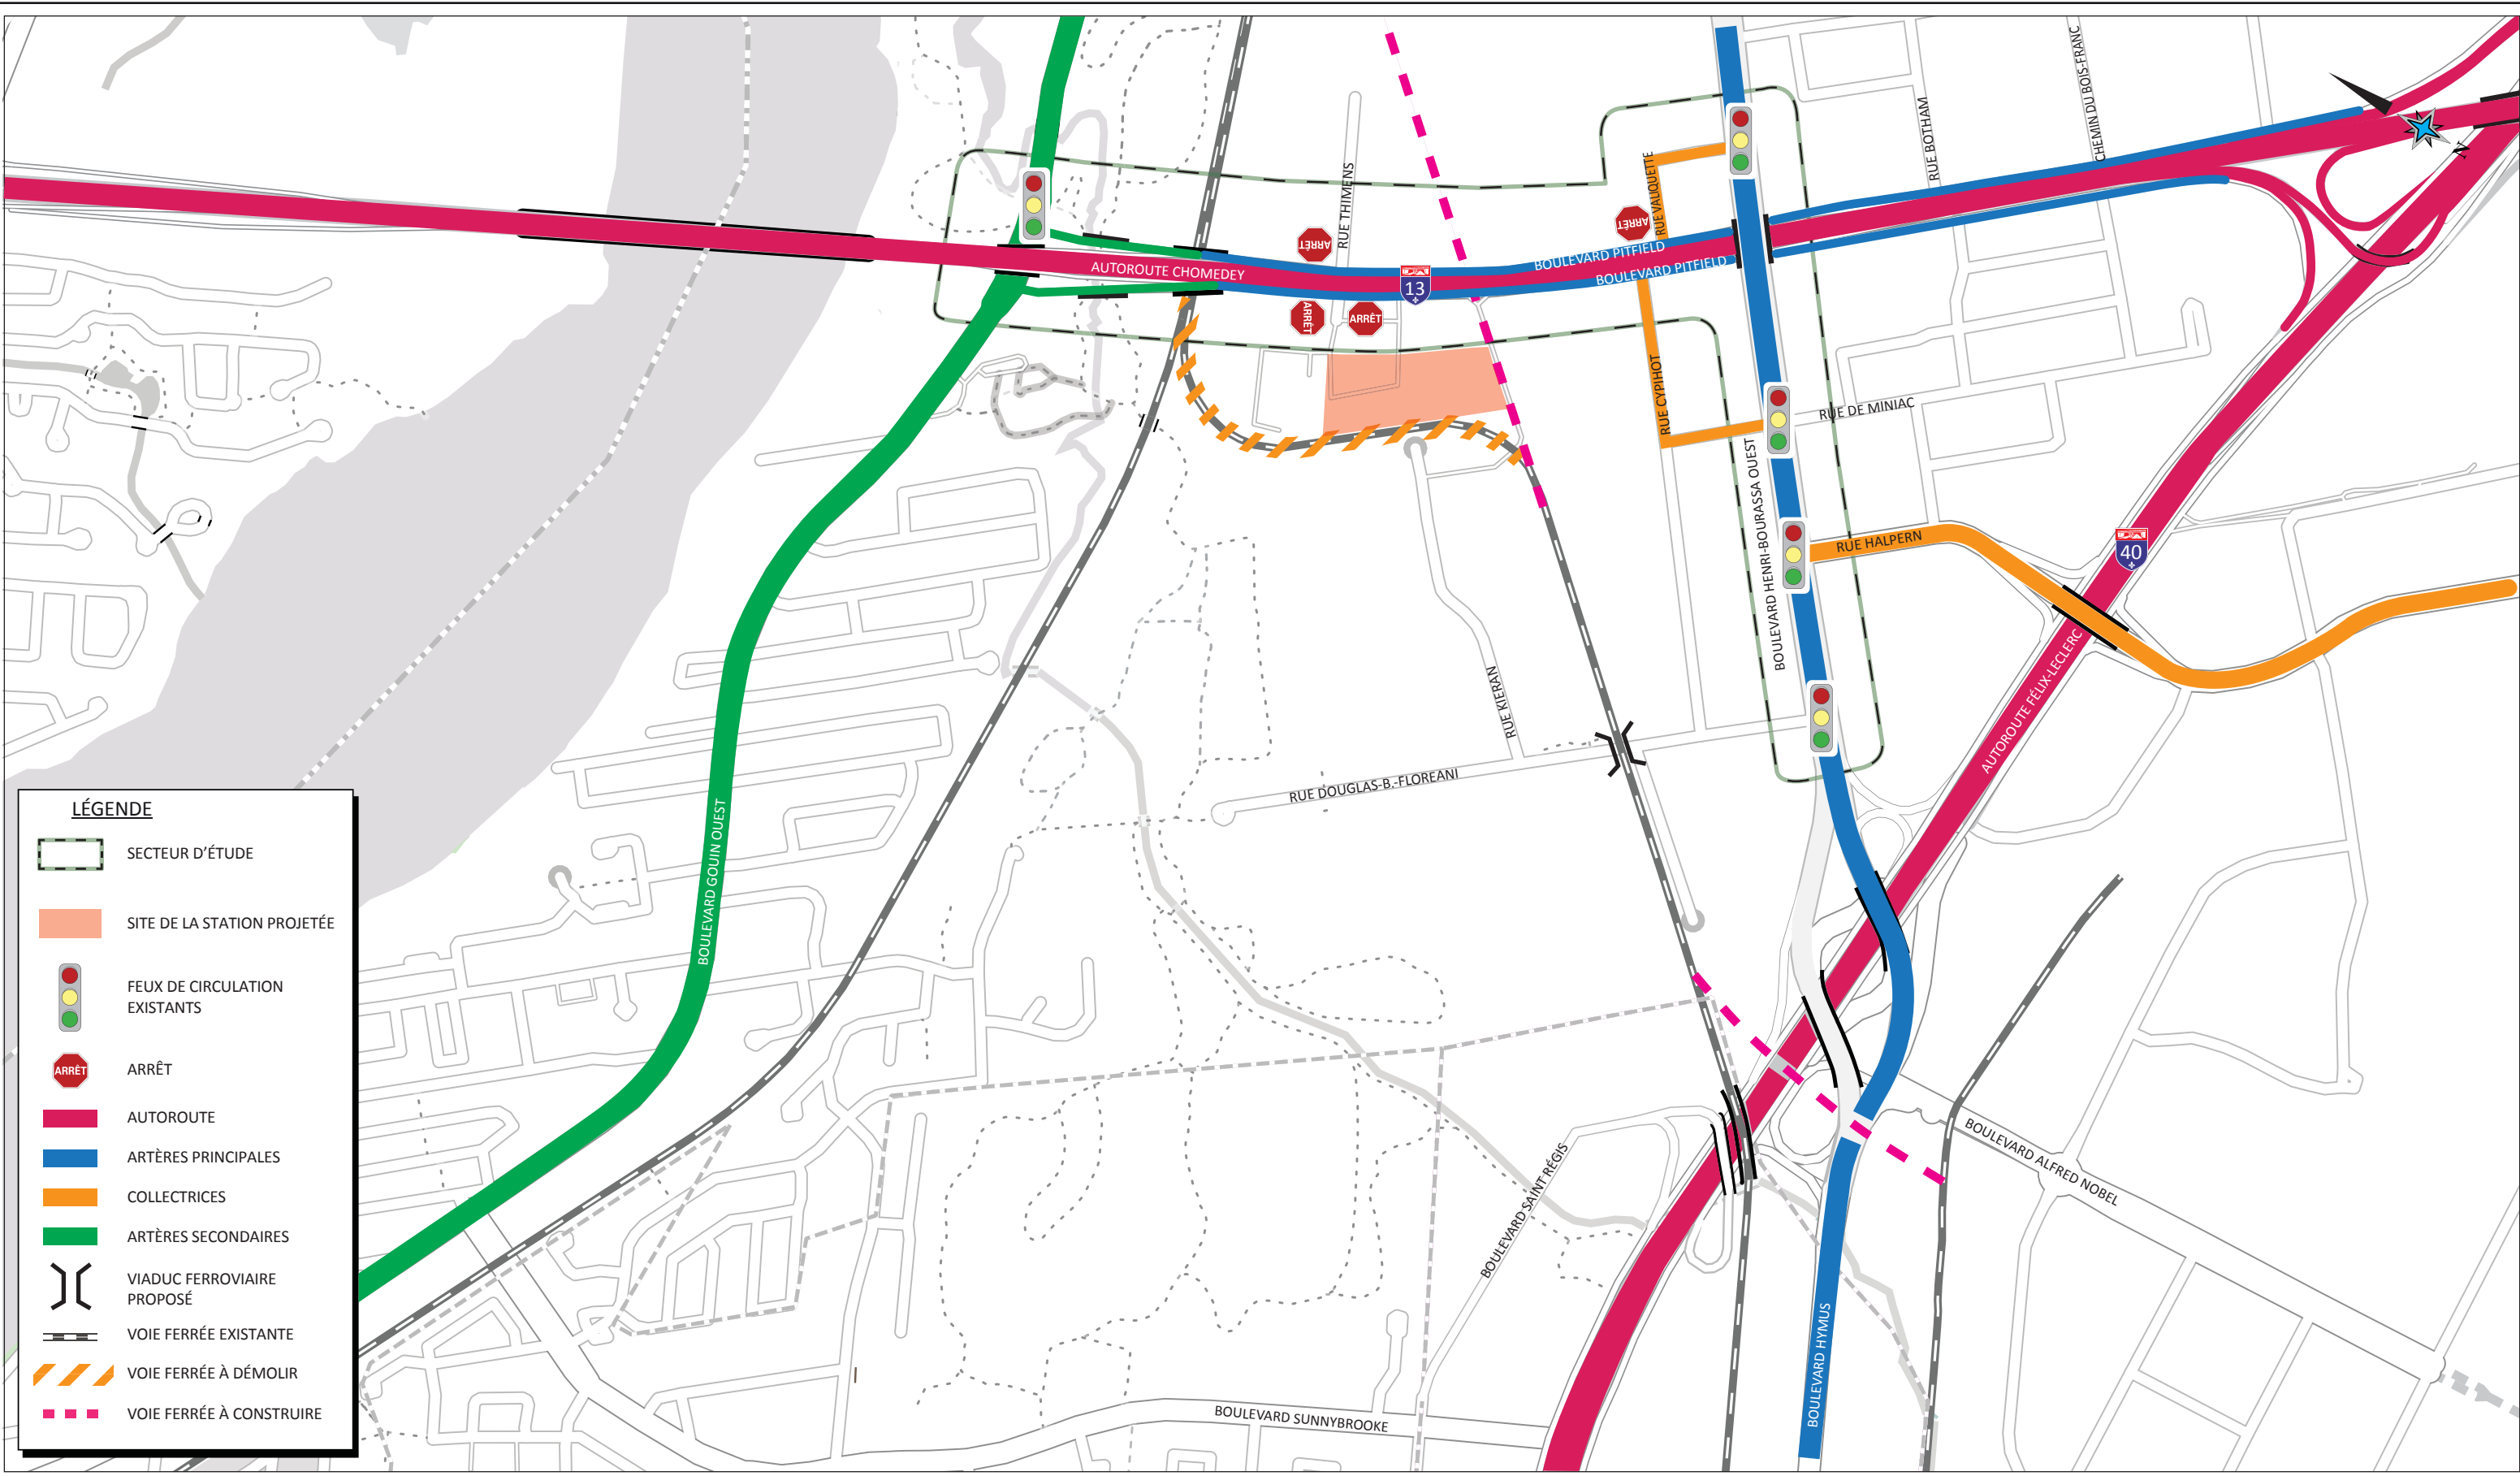 CHEMIN DU BOIS-FRANC
RUE BOTHAM
N
RUE THIMENS
RUE VALIQUETTE
ARRÊT
ARRÊT
BOULEVARD PITFIELD
BOULEVARD PITFIELD
AUTOROUTE CHOMEDEY
13
ARRÊT
ARRÊT
RUE CYPIHOT
RUE DE MINIAC
BOULEVARD HENRI-BOURASSA OUEST
RUE HALPERN
40
AUTOROUTE FÉLIX-LECLERC
RUE KIERAN
RUE DOUGLAS-B.-FLOREANI
BOULEVARD GOUIN OUEST
BOULEVARD SAINT-RÉGIS
BOULEVARD ALFRED NOBEL
BOULEVARD HYMUS
BOULEVARD SUNNYBROOKE
LÉGENDE
SECTEUR D'ÉTUDE
SITE DE LA STATION PROJETÉE
FEUX DE CIRCULATION
EXISTANTS
ARRÊT
ARRÊT
AUTOROUTE
ARTÈRES PRINCIPALES
COLLECTRICES
ARTÈRES SECONDAIRES
VIADUC FERROVIAIRE
PROPOSÉ
VOIE FERRÉE EXISTANTE
VOIE FERRÉE À DÉMOLIR
VOIE FERRÉE À CONSTRUIRE